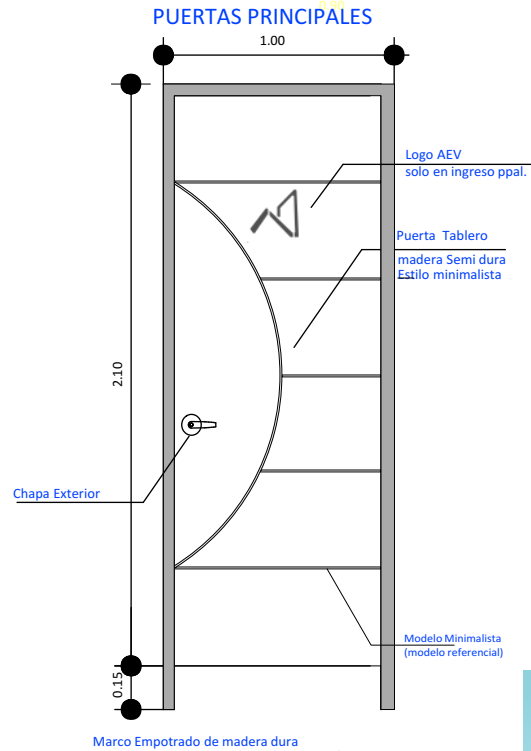 PUERTAS PRINCIPALES
1.00
Logo AEV
solo en ingreso ppal.
Puerta Tablero
madera Semi dura
Estilo minimalista
2.10
Chapa Exterior
Modelo Minimalista
(modelo referencial)
0.15
Marco Empotrado de madera dura